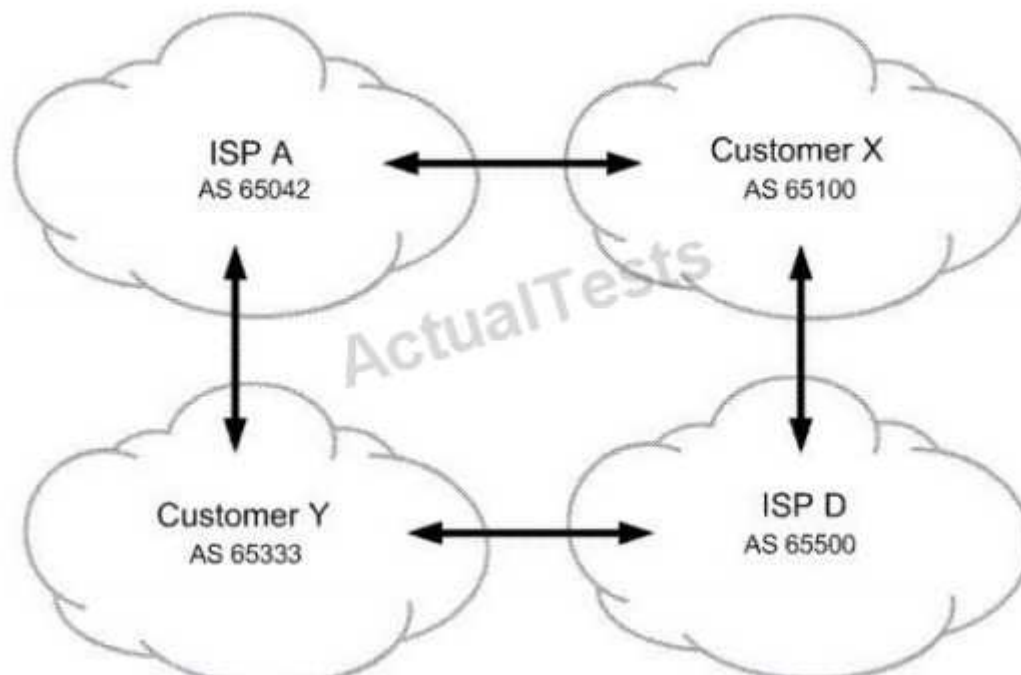 ISP A
AS 65042
Customer X
AS 65100
ActualTests
Customer Y
AS 65333
ISP D
AS 65500